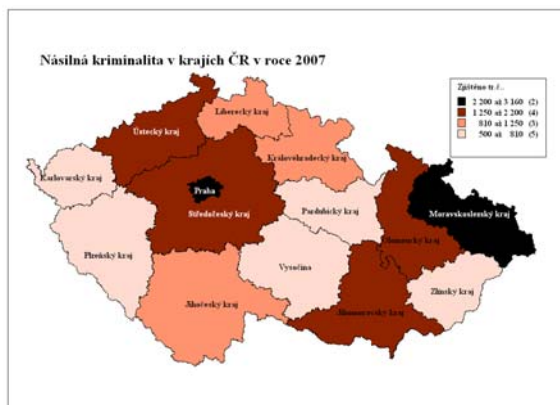 Násilná kriminalita v krajích ČR v roce 2007
Zjištěno tr.č..
2 200 až 3 160 (2)
1 250 až 2 200 (4)
810 až 1 250 (3)
500 až 810 (5)
Liberecký kraj
Ústecký kraj
Královéhradecký kraj
Karlovarský kraj
Praha
Středočeský kraj
Pardubický kraj
Moravskoslezský kraj
Olomoucký kraj
Plzeňský kraj
Vysočina
Zlínský kraj
Jihočeský kraj
Jihomoravský kraj